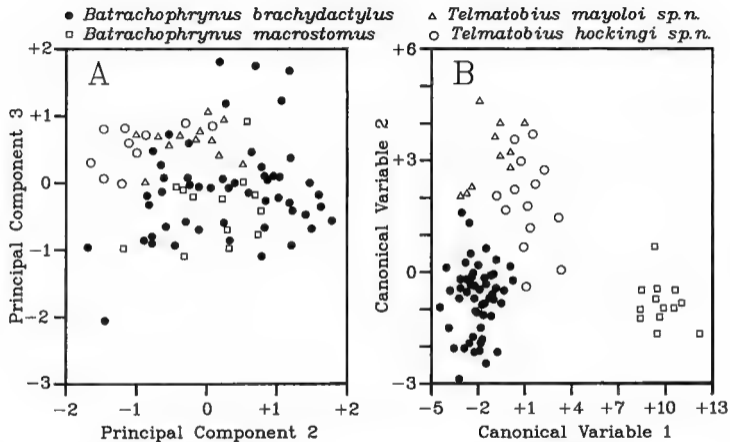 ● Batrachophrynus brachydactylus △ Telmatobius mayoloi sp.n.
□ Batrachophrynus macrostomus ○ Telmatobius hockingi sp.n.
A
+3
+2
+1
0
-1
-2
-3
Principal Component 3
-2
-1
0
+1
+2
Principal Component 2
B
+6
+3
0
-3
Canonical Variable 2
-5
-2
+1
+4
+7
+10
+13
Canonical Variable 1